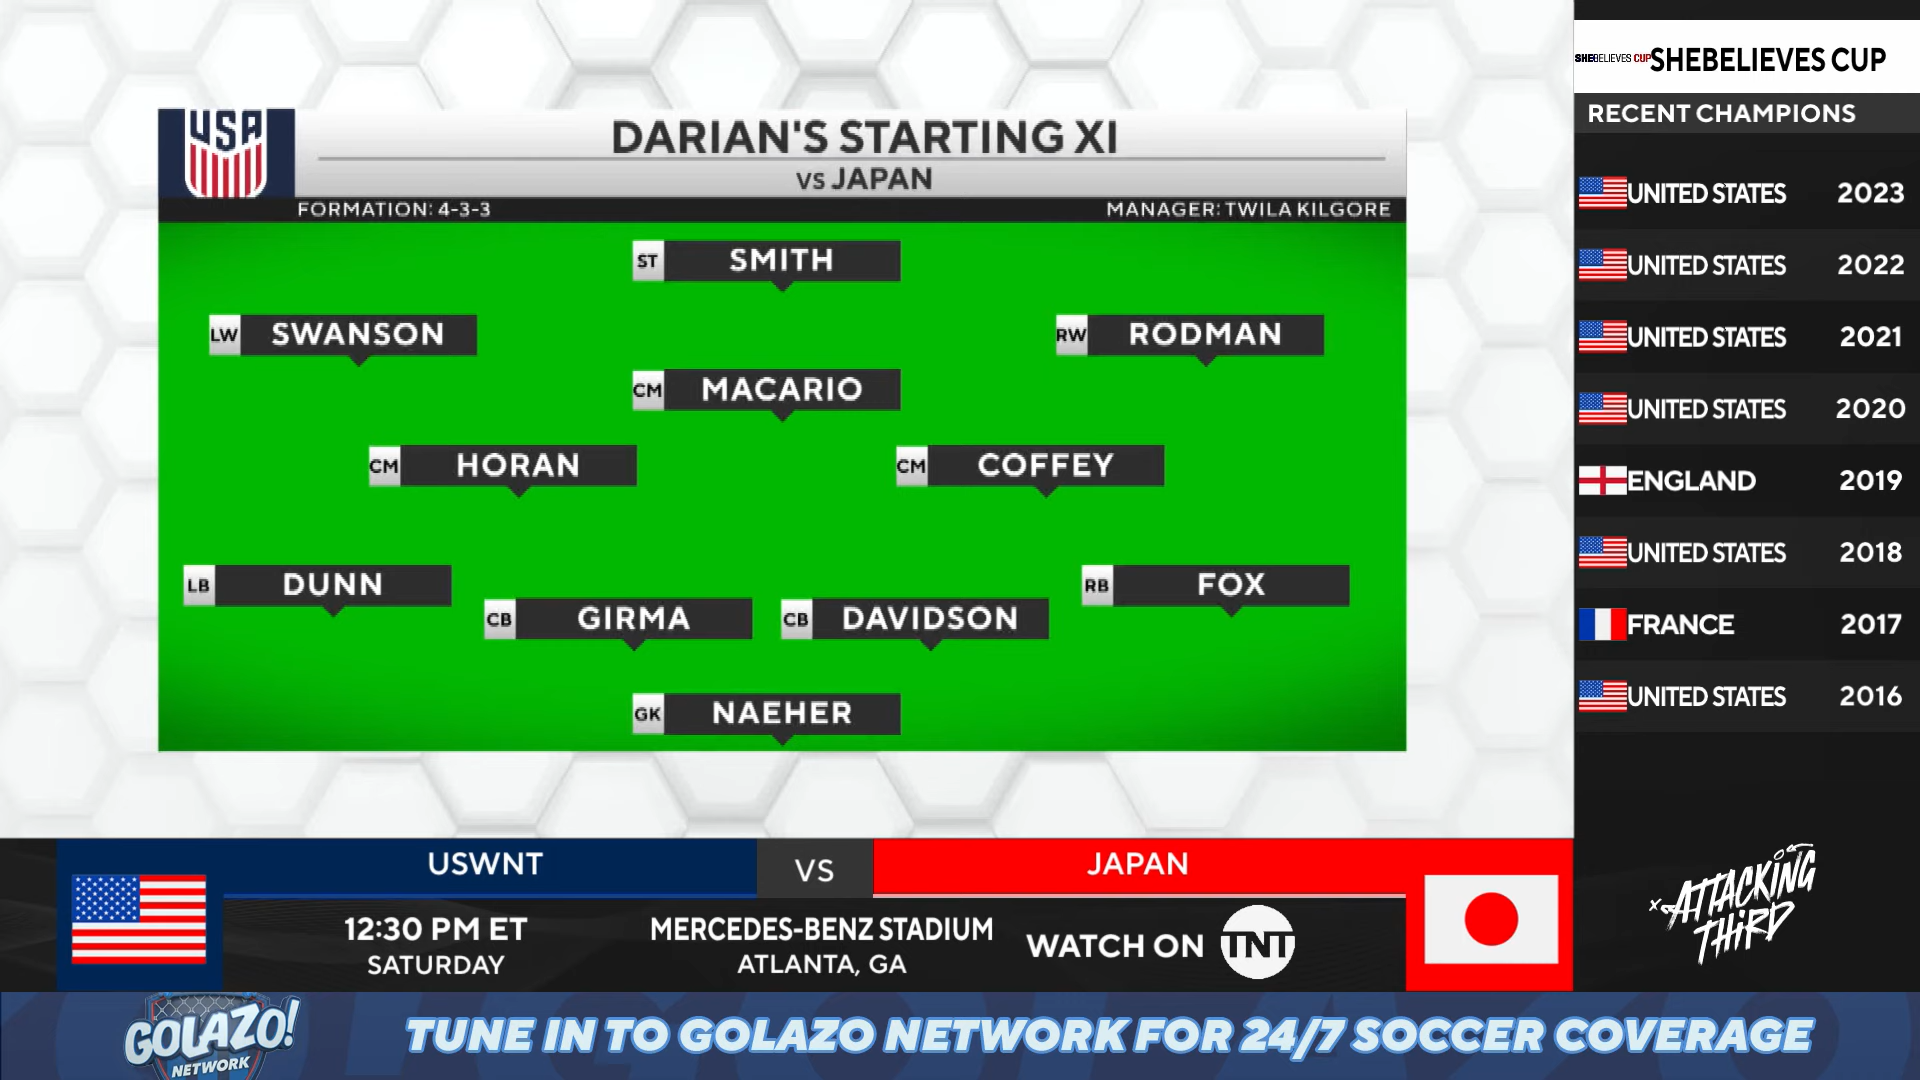 SHEBELIEVES CUP SHEBELIEVES CUP
RECENT CHAMPIONS
UNITED STATES 2023
UNITED STATES 2022
UNITED STATES 2021
UNITED STATES 2020
ENGLAND 2019
UNITED STATES 2018
FRANCE 2017
UNITED STATES 2016
USA
DARIAN'S STARTING XI
VS JAPAN
FORMATION: 4-3-3
MANAGER: TWILA KILGORE
ST SMITH
LW SWANSON
RW RODMAN
CM MACARIO
CM HORAN
CM COFFEY
LB DUNN
RB FOX
CB GIRMA
CB DAVIDSON
GK NAEHER
USWNT VS JAPAN
12:30 PM ET
SATURDAY
MERCEDES-BENZ STADIUM
ATLANTA, GA
WATCH ON TNT
ATTACKING
THIRD
GOLAZO!
NETWORK
TUNE IN TO GOLAZO NETWORK FOR 24/7 SOCCER COVERAGE